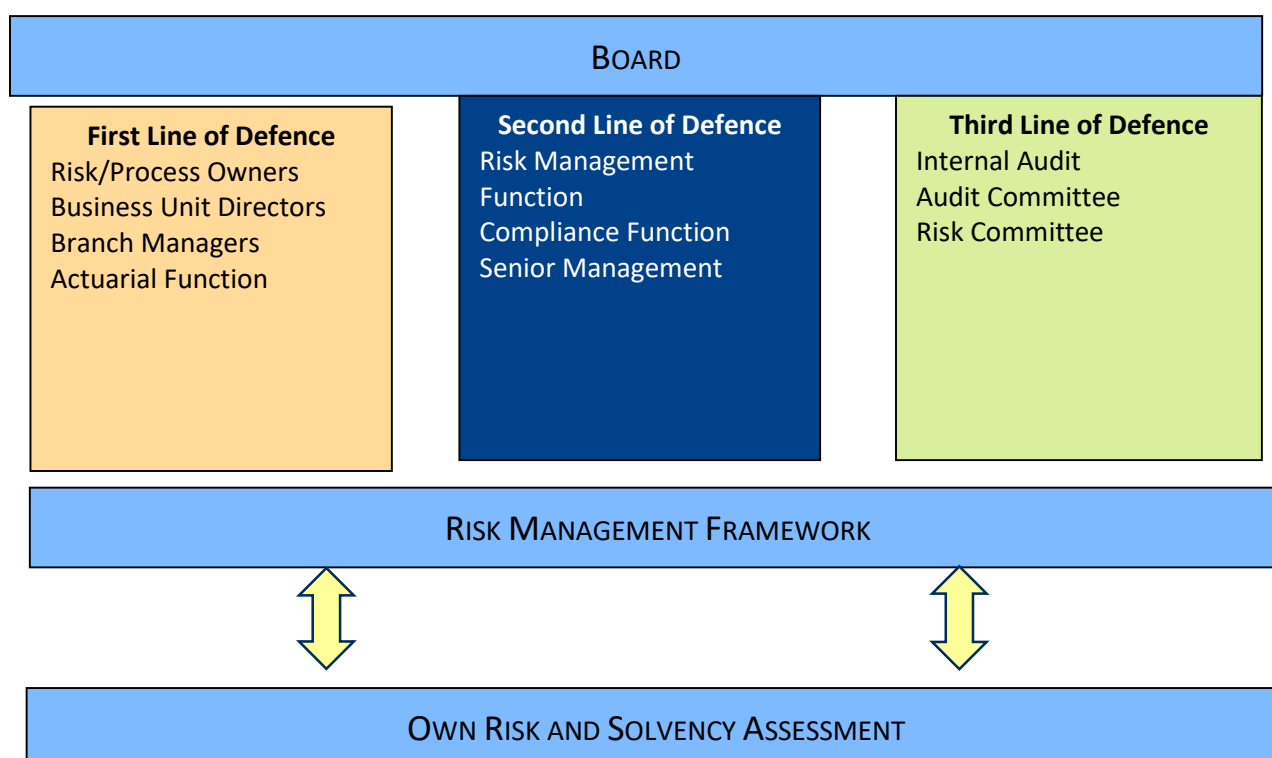 BOARD
First Line of Defence
Risk/Process Owners
Business Unit Directors
Branch Managers
Actuarial Function
Second Line of Defence
Risk Management
Function
Compliance Function
Senior Management
Third Line of Defence
Internal Audit
Audit Committee
Risk Committee
RISK MANAGEMENT FRAMEWORK
OWN RISK AND SOLVENCY ASSESSMENT